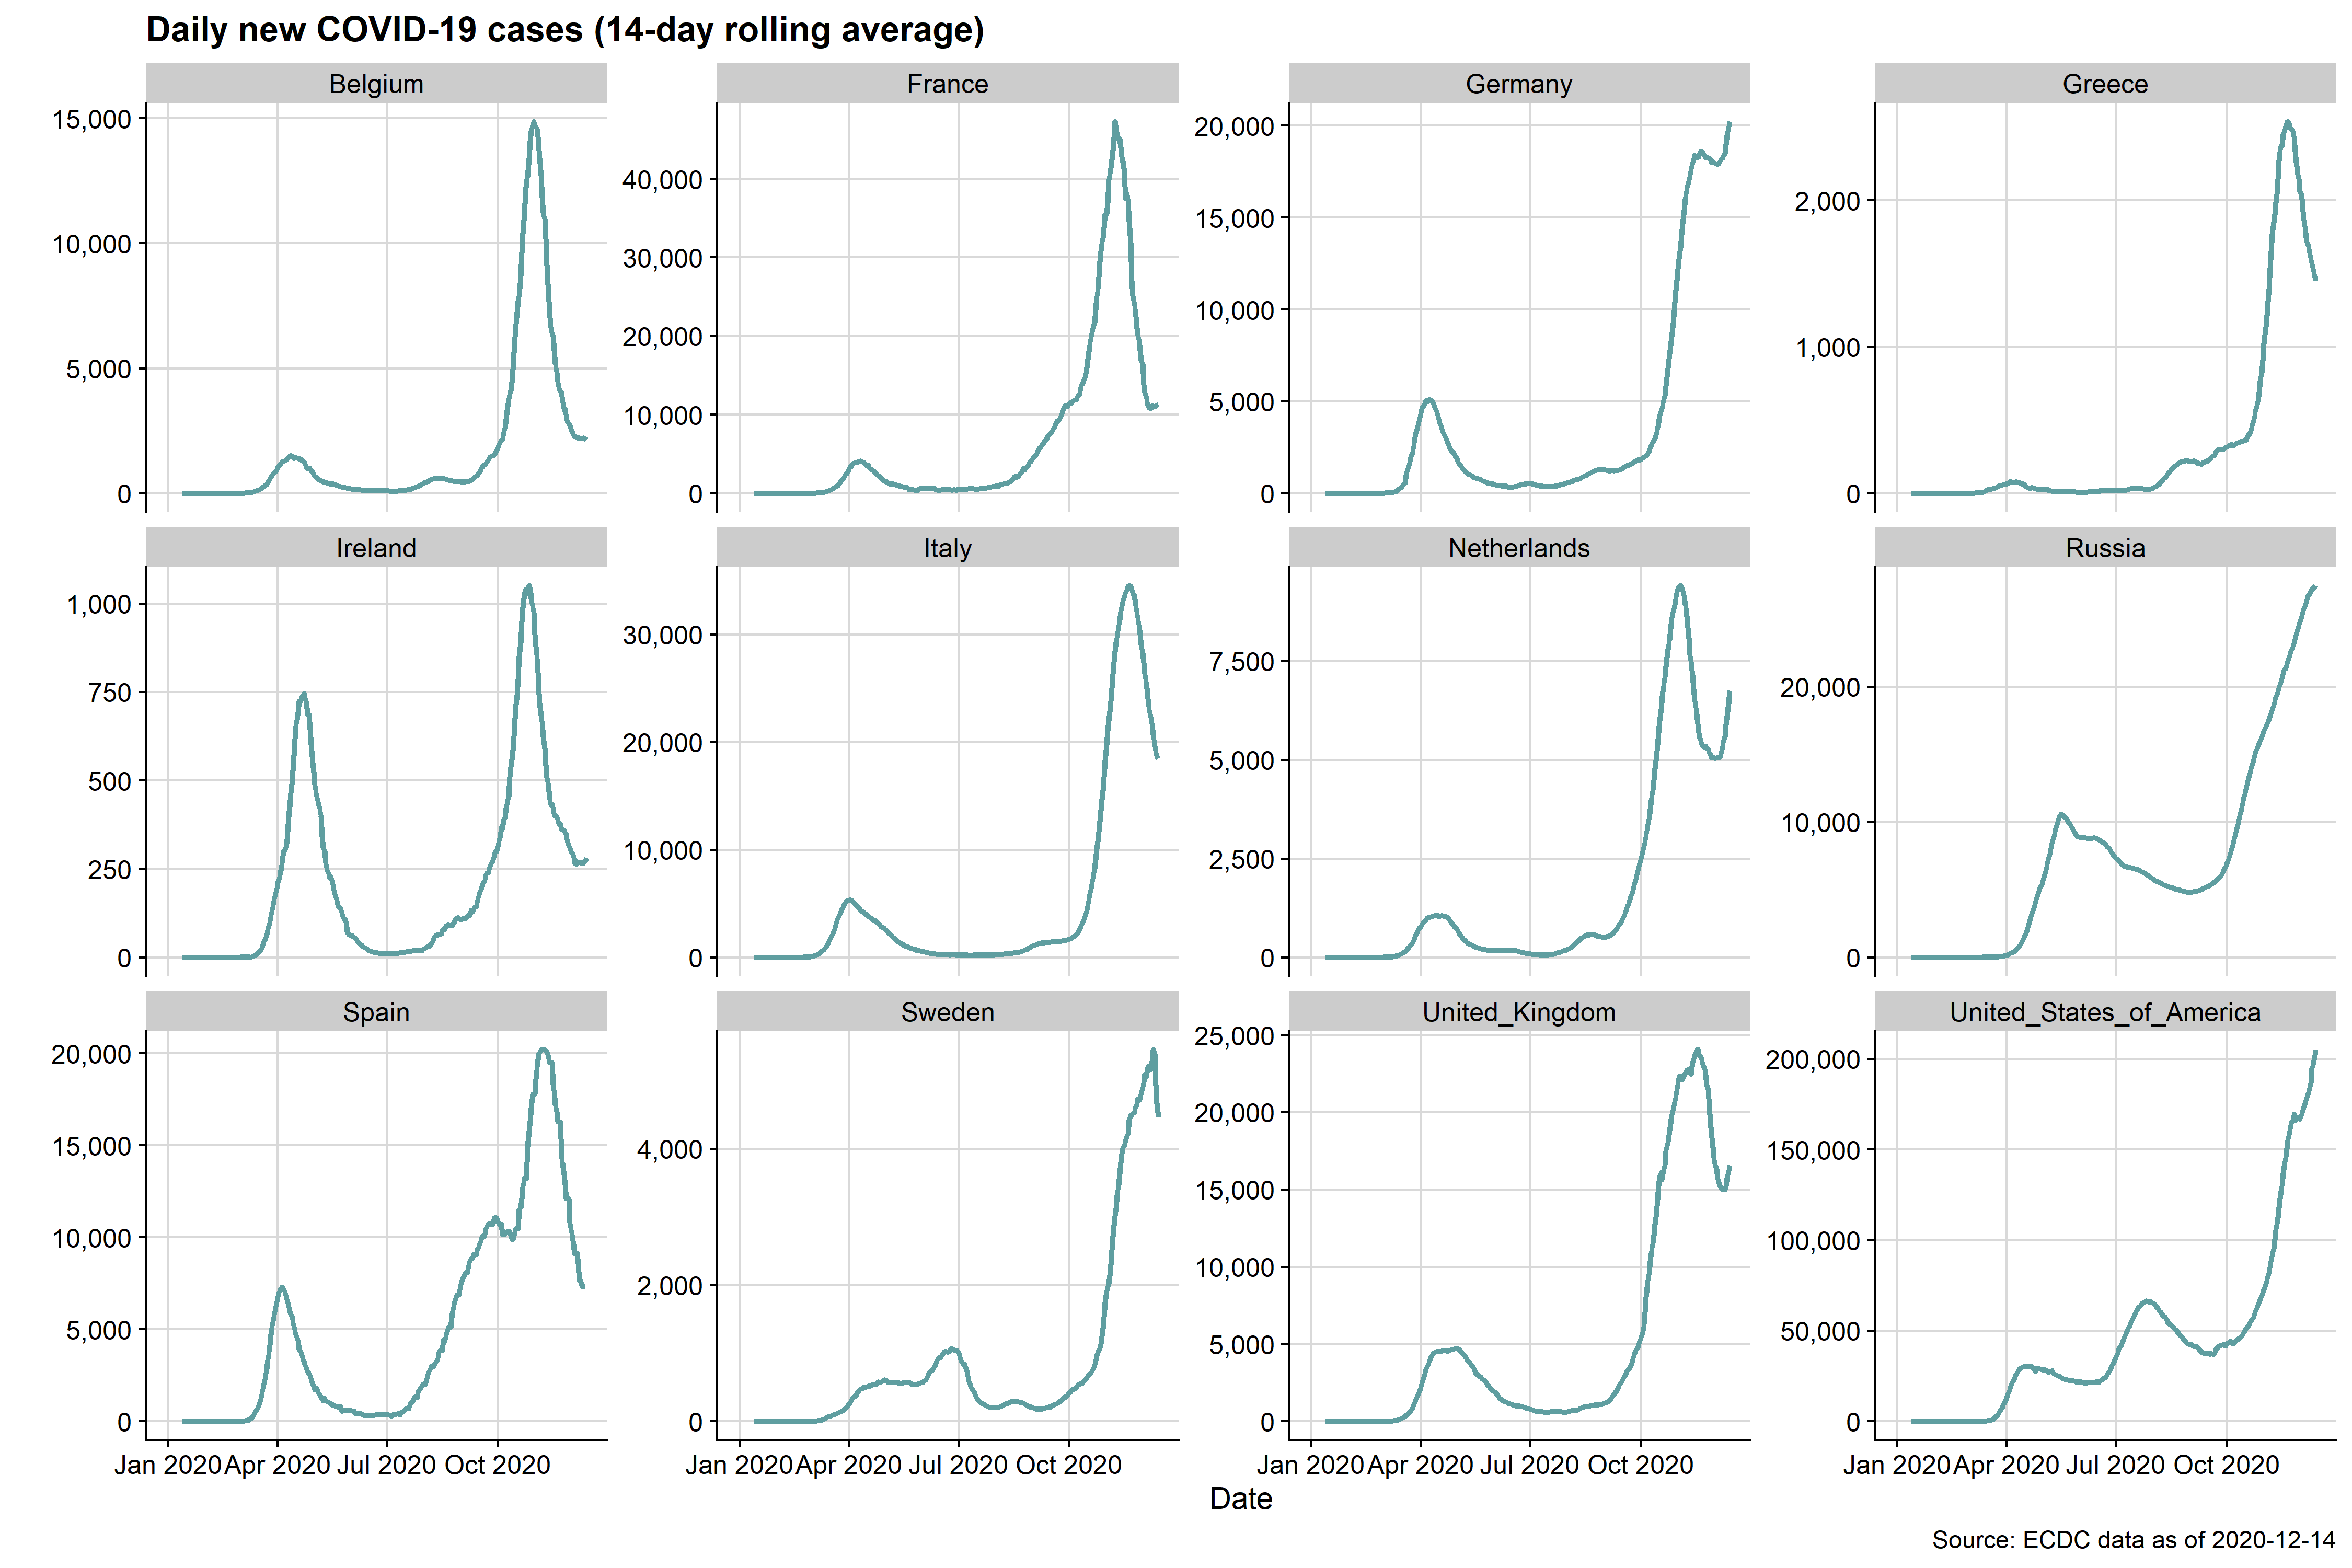 Daily new COVID-19 cases (14-day rolling average)
Belgium
France
Germany
Greece
15,000
10,000
5,000
0
40,000
30,000
20,000
10,000
0
20,000
15,000
10,000
5,000
0
2,000
1,000
0
Ireland
Italy
Netherlands
Russia
1,000
750
500
250
0
30,000
20,000
10,000
0
7,500
5,000
2,500
0
20,000
10,000
0
Spain
Sweden
United_Kingdom
United_States_of_America
20,000
15,000
10,000
5,000
0
4,000
2,000
0
25,000
20,000
15,000
10,000
5,000
0
200,000
150,000
100,000
50,000
0
Jan 2020 Apr 2020 Jul 2020 Oct 2020
Jan 2020 Apr 2020 Jul 2020 Oct 2020
Jan 2020 Apr 2020 Jul 2020 Oct 2020
Jan 2020 Apr 2020 Jul 2020 Oct 2020
Date
Source: ECDC data as of 2020-12-14